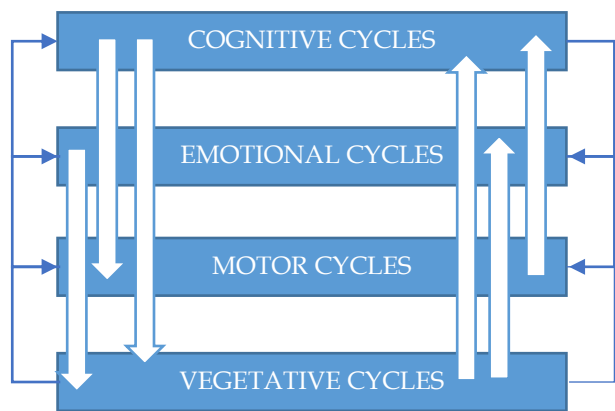 COGNITIVE CYCLES
EMOTIONAL CYCLES
MOTOR CYCLES
VEGETATIVE CYCLES